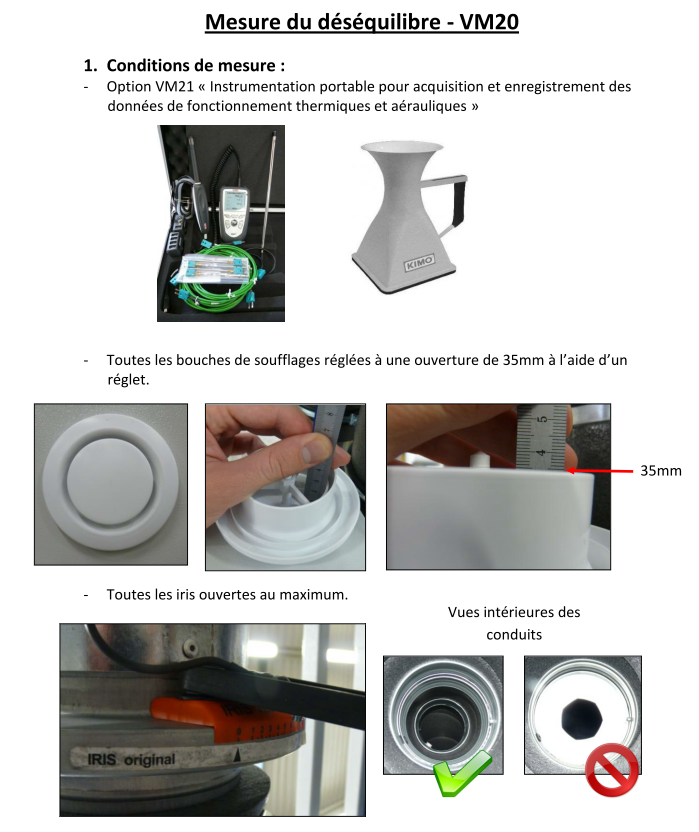 Mesure du déséquilibre - VM20
1. Conditions de mesure :
- Option VM21 « Instrumentation portable pour acquisition et enregistrement des
données de fonctionnement thermiques et aérauliques »
KIMO
- Toutes les bouches de soufflages réglées à une ouverture de 35mm à l’aide d’un
réglet.
5
4
35mm
- Toutes les iris ouvertes au maximum.
Vues intérieures des
conduits
IRIS original